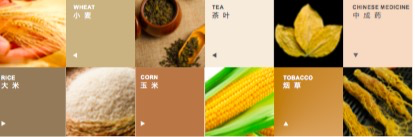 WHEAT
小 麦
TEA
茶 叶
CHINESE MEDICINE
中 成 药
RICE
大 米
CORN
玉 米
TOBACCO
烟 草